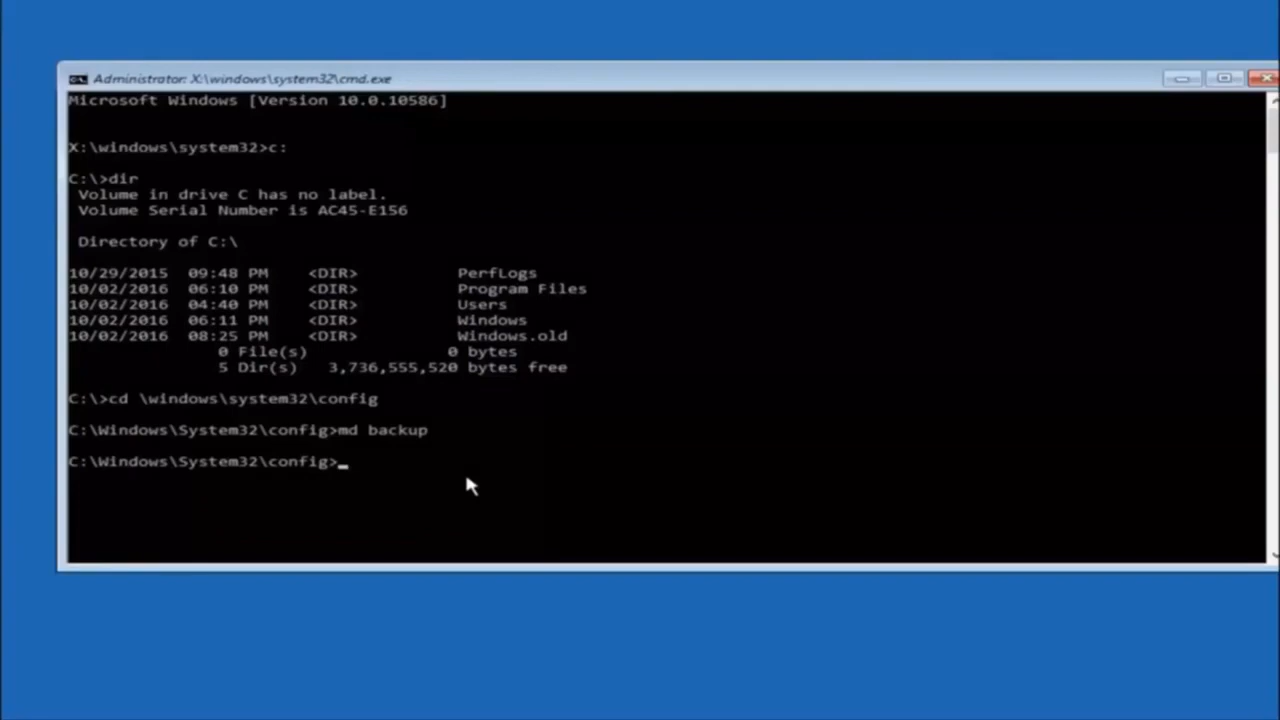 Administrator: X:\windows\system32\cmd.exe
Microsoft Windows [Version 10.0.10586]
X:\windows\system32>c:
C:\>dir
Volume in drive C has no label.
Volume Serial Number is AC45-E156
Directory of C:\
10/29/2015 09:48 PM <DIR> PerfLogs
10/02/2016 06:10 PM <DIR> Program Files
10/02/2016 04:40 PM <DIR> Users
10/02/2016 06:11 PM <DIR> Windows
10/02/2016 08:25 PM <DIR> Windows.old
0 File(s) 0 bytes
5 Dir(s) 3,736,555,520 bytes free
C:\>cd \windows\system32\config
C:\Windows\System32\config>md backup
C:\Windows\System32\config>_